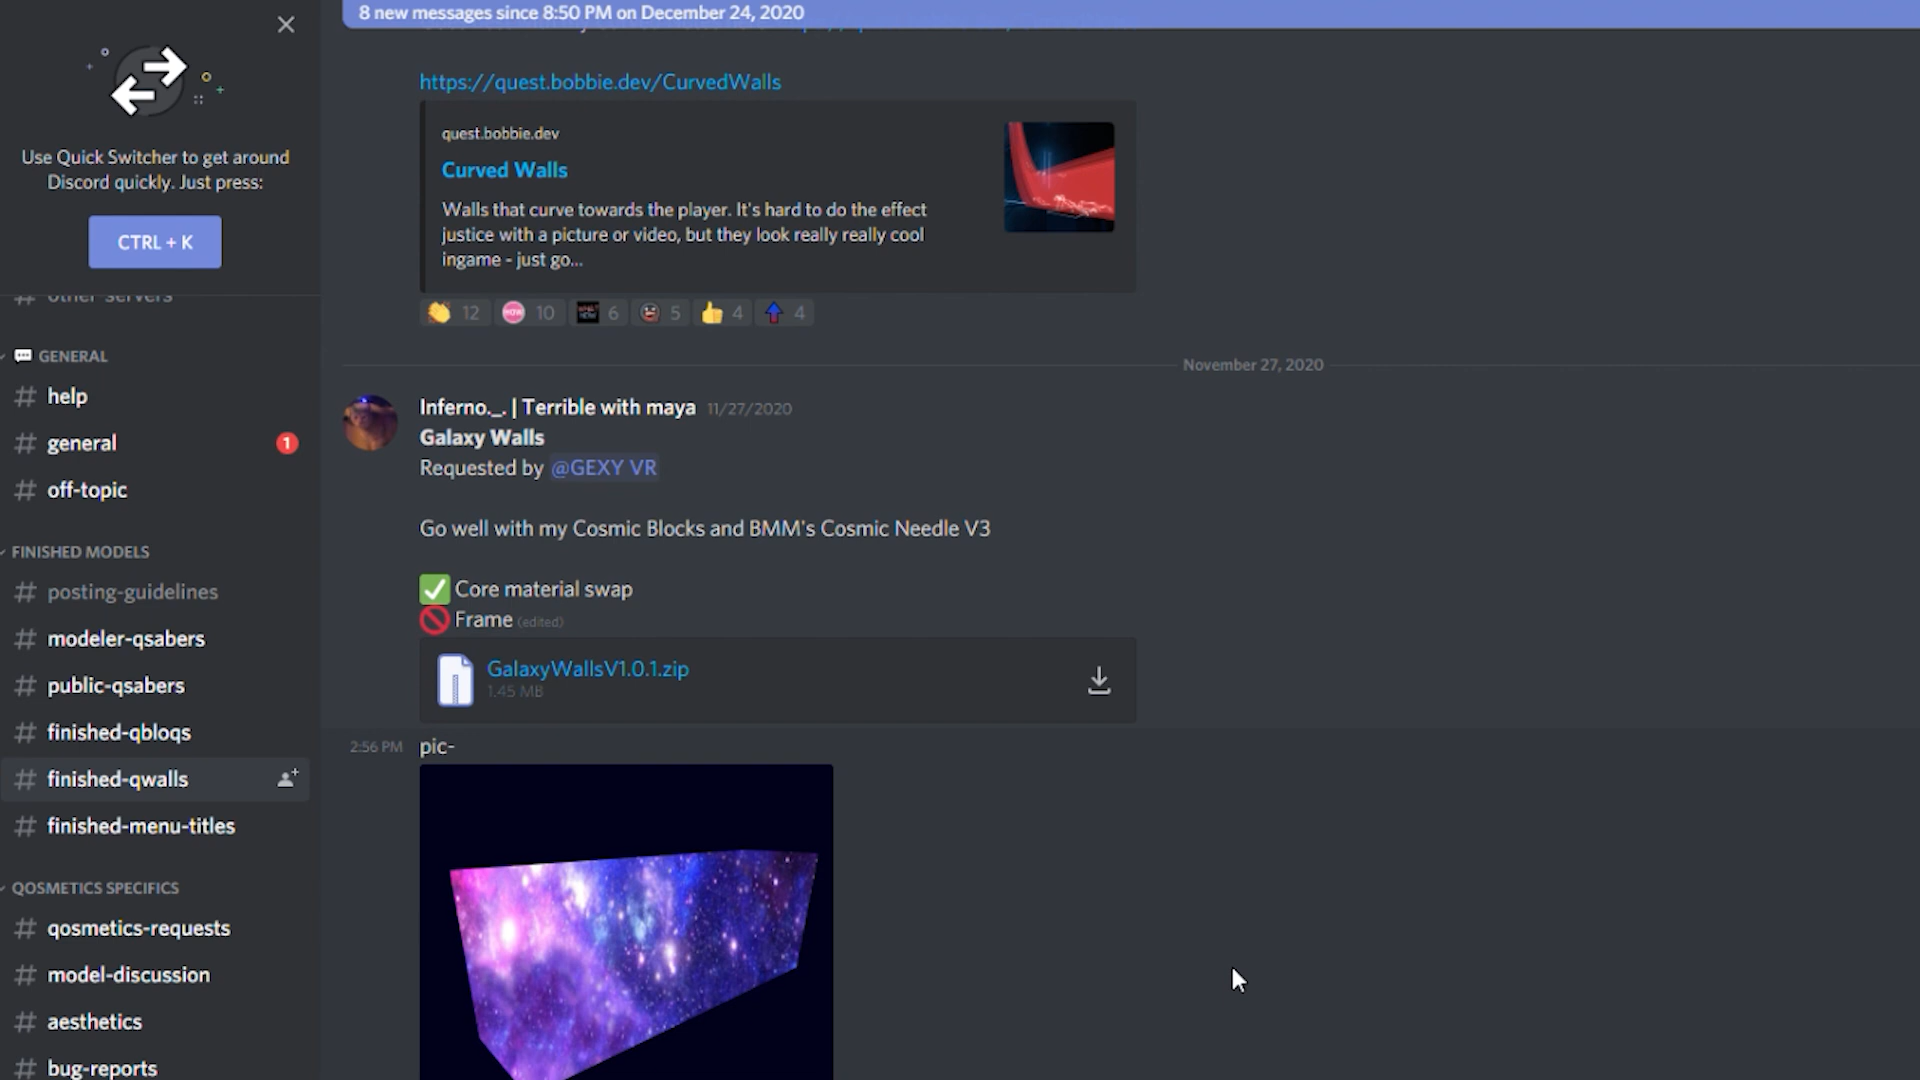 8 new messages since 8:50 PM on December 24, 2020
Use Quick Switcher to get around
Discord quickly. Just press:
CTRL + K
other-servers
GENERAL
help
general
1
off-topic
FINISHED MODELS
posting-guidelines
modeler-qsabers
public-qsabers
finished-qbloqs
finished-qwalls
finished-menu-titles
QOSMETICS SPECIFICS
qosmetics-requests
model-discussion
aesthetics
bug-reports
https://quest.bobbie.dev/CurvedWalls
quest.bobbie.dev
Curved Walls
Walls that curve towards the player. It's hard to do the effect
justice with a picture or video, but they look really really cool
ingame - just go...
12 10 6 5 4 4
November 27, 2020
Inferno._. | Terrible with maya 11/27/2020
Galaxy Walls
Requested by @GEXY VR
Go well with my Cosmic Blocks and BMM's Cosmic Needle V3
✅ Core material swap
🚫 Frame (edited)
GalaxyWallsV1.0.1.zip
1.45 MB
2:56 PM pic-